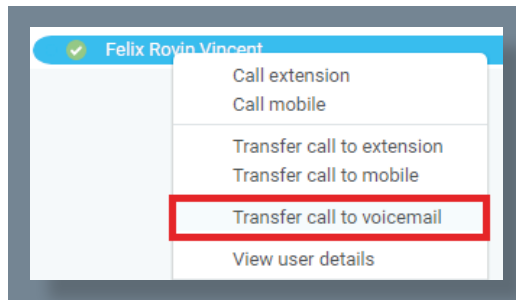 Felix Rovin Vincent
Call extension
Call mobile
Transfer call to extension
Transfer call to mobile
Transfer call to voicemail
View user details